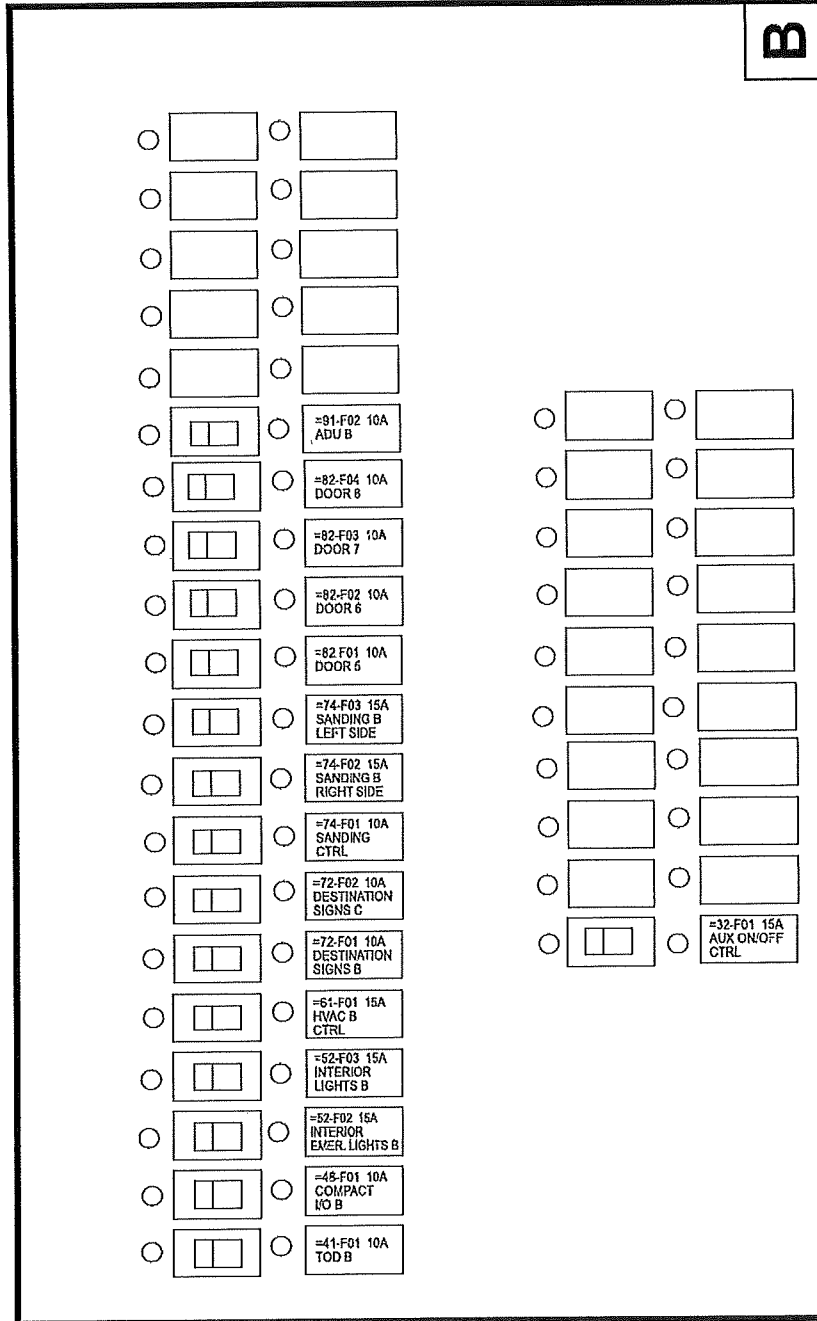 B
=91-F02 10A
ADU B
=82-F04 10A
DOOR 8
=82-F03 10A
DOOR 7
=82-F02 10A
DOOR 6
=82 F01 10A
DOOR 5
=74-F03 15A
SANDING B
LEFT SIDE
=74-F02 15A
SANDING B
RIGHT SIDE
=74-F01 10A
SANDING
CTRL
=72-F02 10A
DESTINATION
SIGNS C
=72-F01 10A
DESTINATION
SIGNS B
=61-F01 15A
HVAC B
CTRL
=52-F03 15A
INTERIOR
LIGHTS B
=52-F02 15A
INTERIOR
EMER. LIGHTS B
=48-F01 10A
COMPACT
I/O B
=41-F01 10A
TOD B
=32-F01 15A
AUX ON/OFF
CTRL